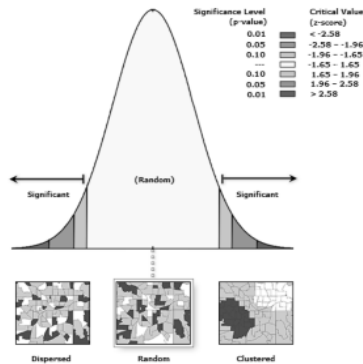 Significance Level Critical Value
(p-value) (z-score)
0.01 < -2.58
0.05 -2.58 – -1.96
0.10 -1.96 – -1.65
--- -1.65 – 1.65
0.10 1.65 – 1.96
0.05 1.96 – 2.58
0.01 > 2.58
Significant (Random) Significant
Dispersed Random Clustered